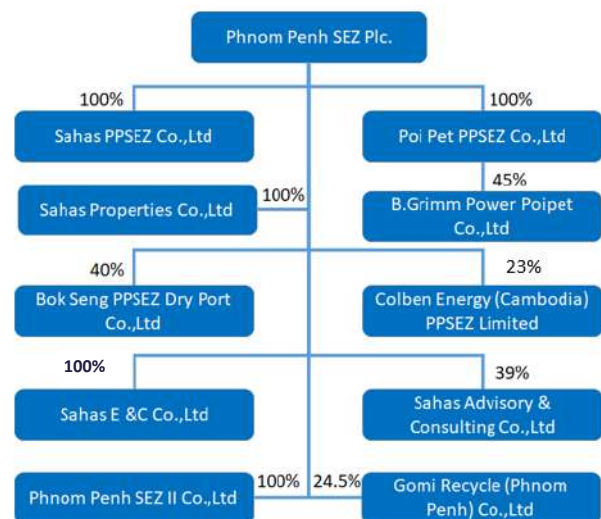 Phnom Penh SEZ Plc.
100%
100%
Sahas PPSEZ Co.,Ltd
Poi Pet PPSEZ Co.,Ltd
45%
Sahas Properties Co.,Ltd
100%
B.Grimm Power Poipet
Co.,Ltd
40%
23%
Bok Seng PPSEZ Dry Port
Co.,Ltd
Colben Energy (Cambodia)
PPSEZ Limited
100%
39%
Sahas E &C Co.,Ltd
Sahas Advisory &
Consulting Co.,Ltd
Phnom Penh SEZ II Co.,Ltd
100%
24.5%
Gomi Recycle (Phnom
Penh) Co.,Ltd